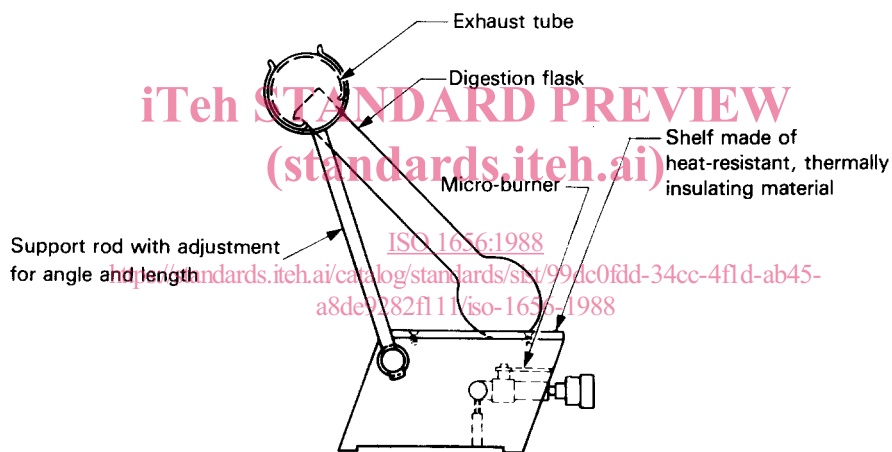 Exhaust tube
Digestion flask
iTeh STANDARD PREVIEW
Shelf made of
heat-resistant, thermally
insulating material
(standards.iteh.ai)
Micro-burner
ISO 1656:1988
Support rod with adjustment
for angle and length
https://standards.iteh.ai/catalog/standards/sist/99dc0fdd-34cc-4f1d-ab45-
a8de9282f111/iso-1656-1988